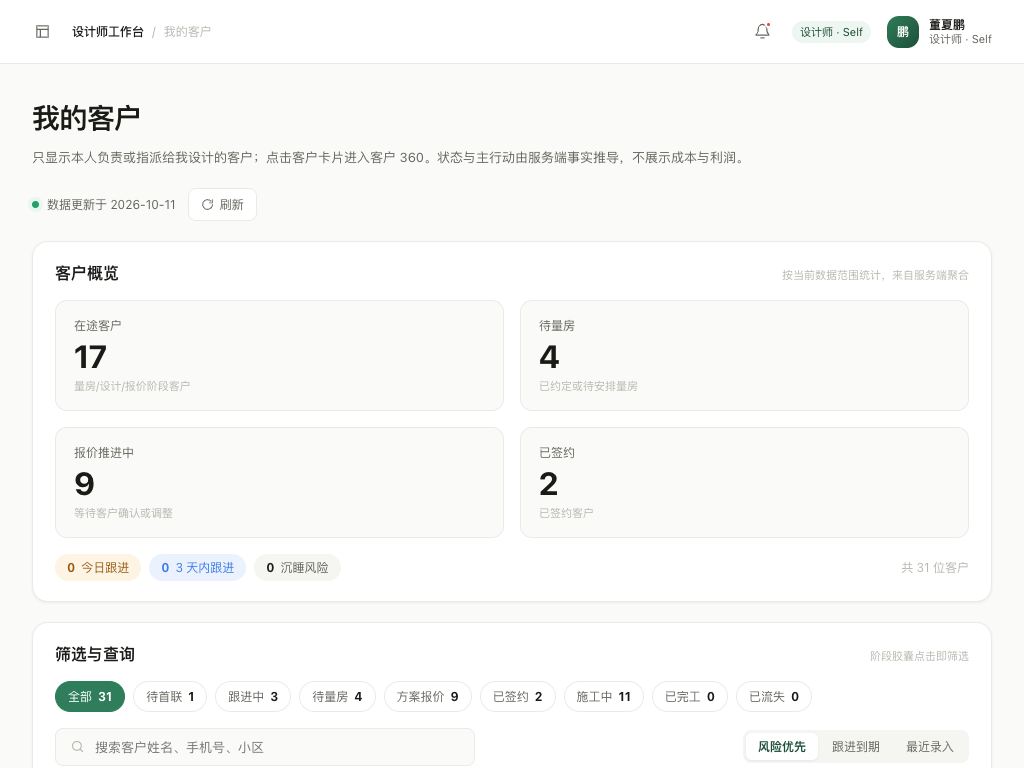 设计师工作台 / 我的客户
设计师 · Self
鹏
董夏鹏
设计师 · Self
我的客户
只显示本人负责或指派给我设计的客户；点击客户卡片进入客户 360。状态与主行动由服务端事实推导，不展示成本与利润。
数据更新于 2026-10-11
刷新
客户概览
按当前数据范围统计，来自服务端聚合
在途客户
17
量房/设计/报价阶段客户
待量房
4
已约定或待安排量房
报价推进中
9
等待客户确认或调整
已签约
2
已签约客户
0 今日跟进
0 3 天内跟进
0 沉睡风险
共 31 位客户
筛选与查询
阶段胶囊点击即筛选
全部 31
待首联 1
跟进中 3
待量房 4
方案报价 9
已签约 2
施工中 11
已完工 0
已流失 0
搜索客户姓名、手机号、小区
风险优先
跟进到期
最近录入